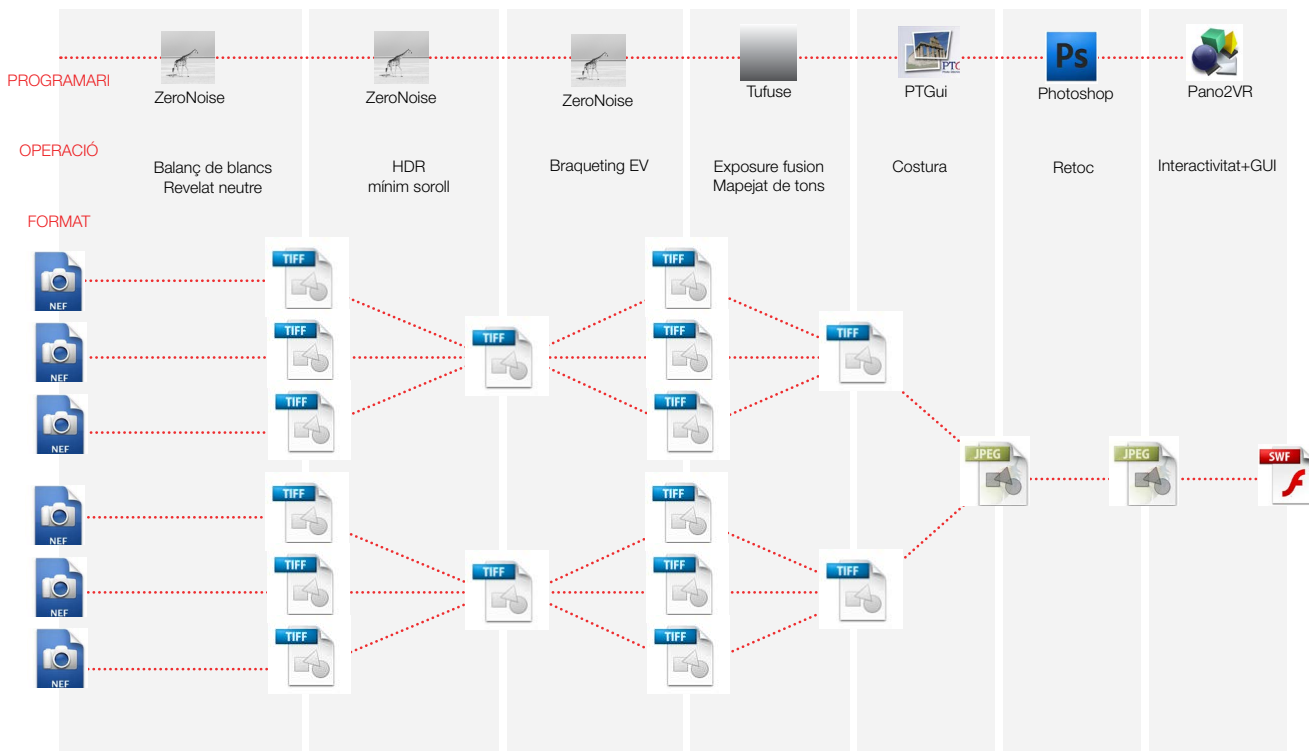 PROGRAMARI
ZeroNoise
ZeroNoise
ZeroNoise
Tufuse
PTGui
Photoshop
Pano2VR
Ps
OPERACIÓ
Balanç de blancs
Revelat neutre
HDR
mínim soroll
Braqueting EV
Exposure fusion
Mapejat de tons
Costura
Retoc
Interactivitat+GUI
FORMAT
NEF
TIFF
TIFF
NEF
TIFF
TIFF
TIFF
TIFF
NEF
TIFF
TIFF
JPEG
JPEG
SWF
NEF
TIFF
TIFF
NEF
TIFF
TIFF
TIFF
TIFF
NEF
TIFF
TIFF